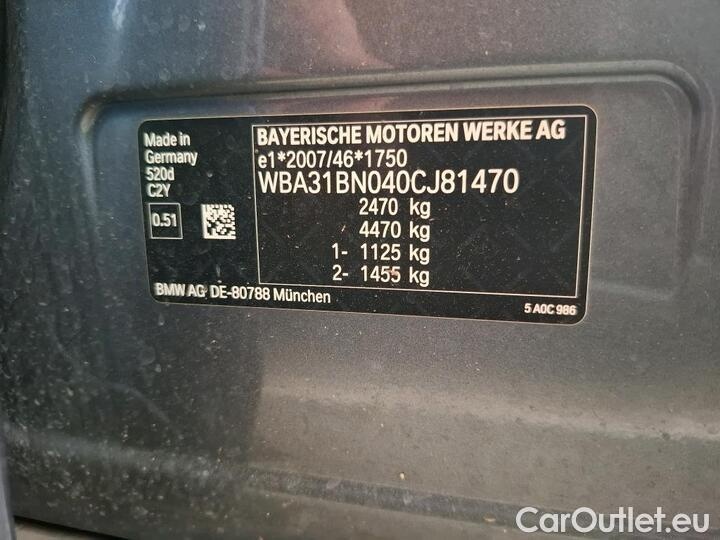 Made in
Germany
520d
C2Y
0.51
BAYERISCHE MOTOREN WERKE AG
e1*2007/46*1750
WBA31BN040CJ81470
2470 kg
4470 kg
1- 1125 kg
2- 1455 kg
BMW AG DE-80788 München
5 A0C 986
CarOutlet.eu